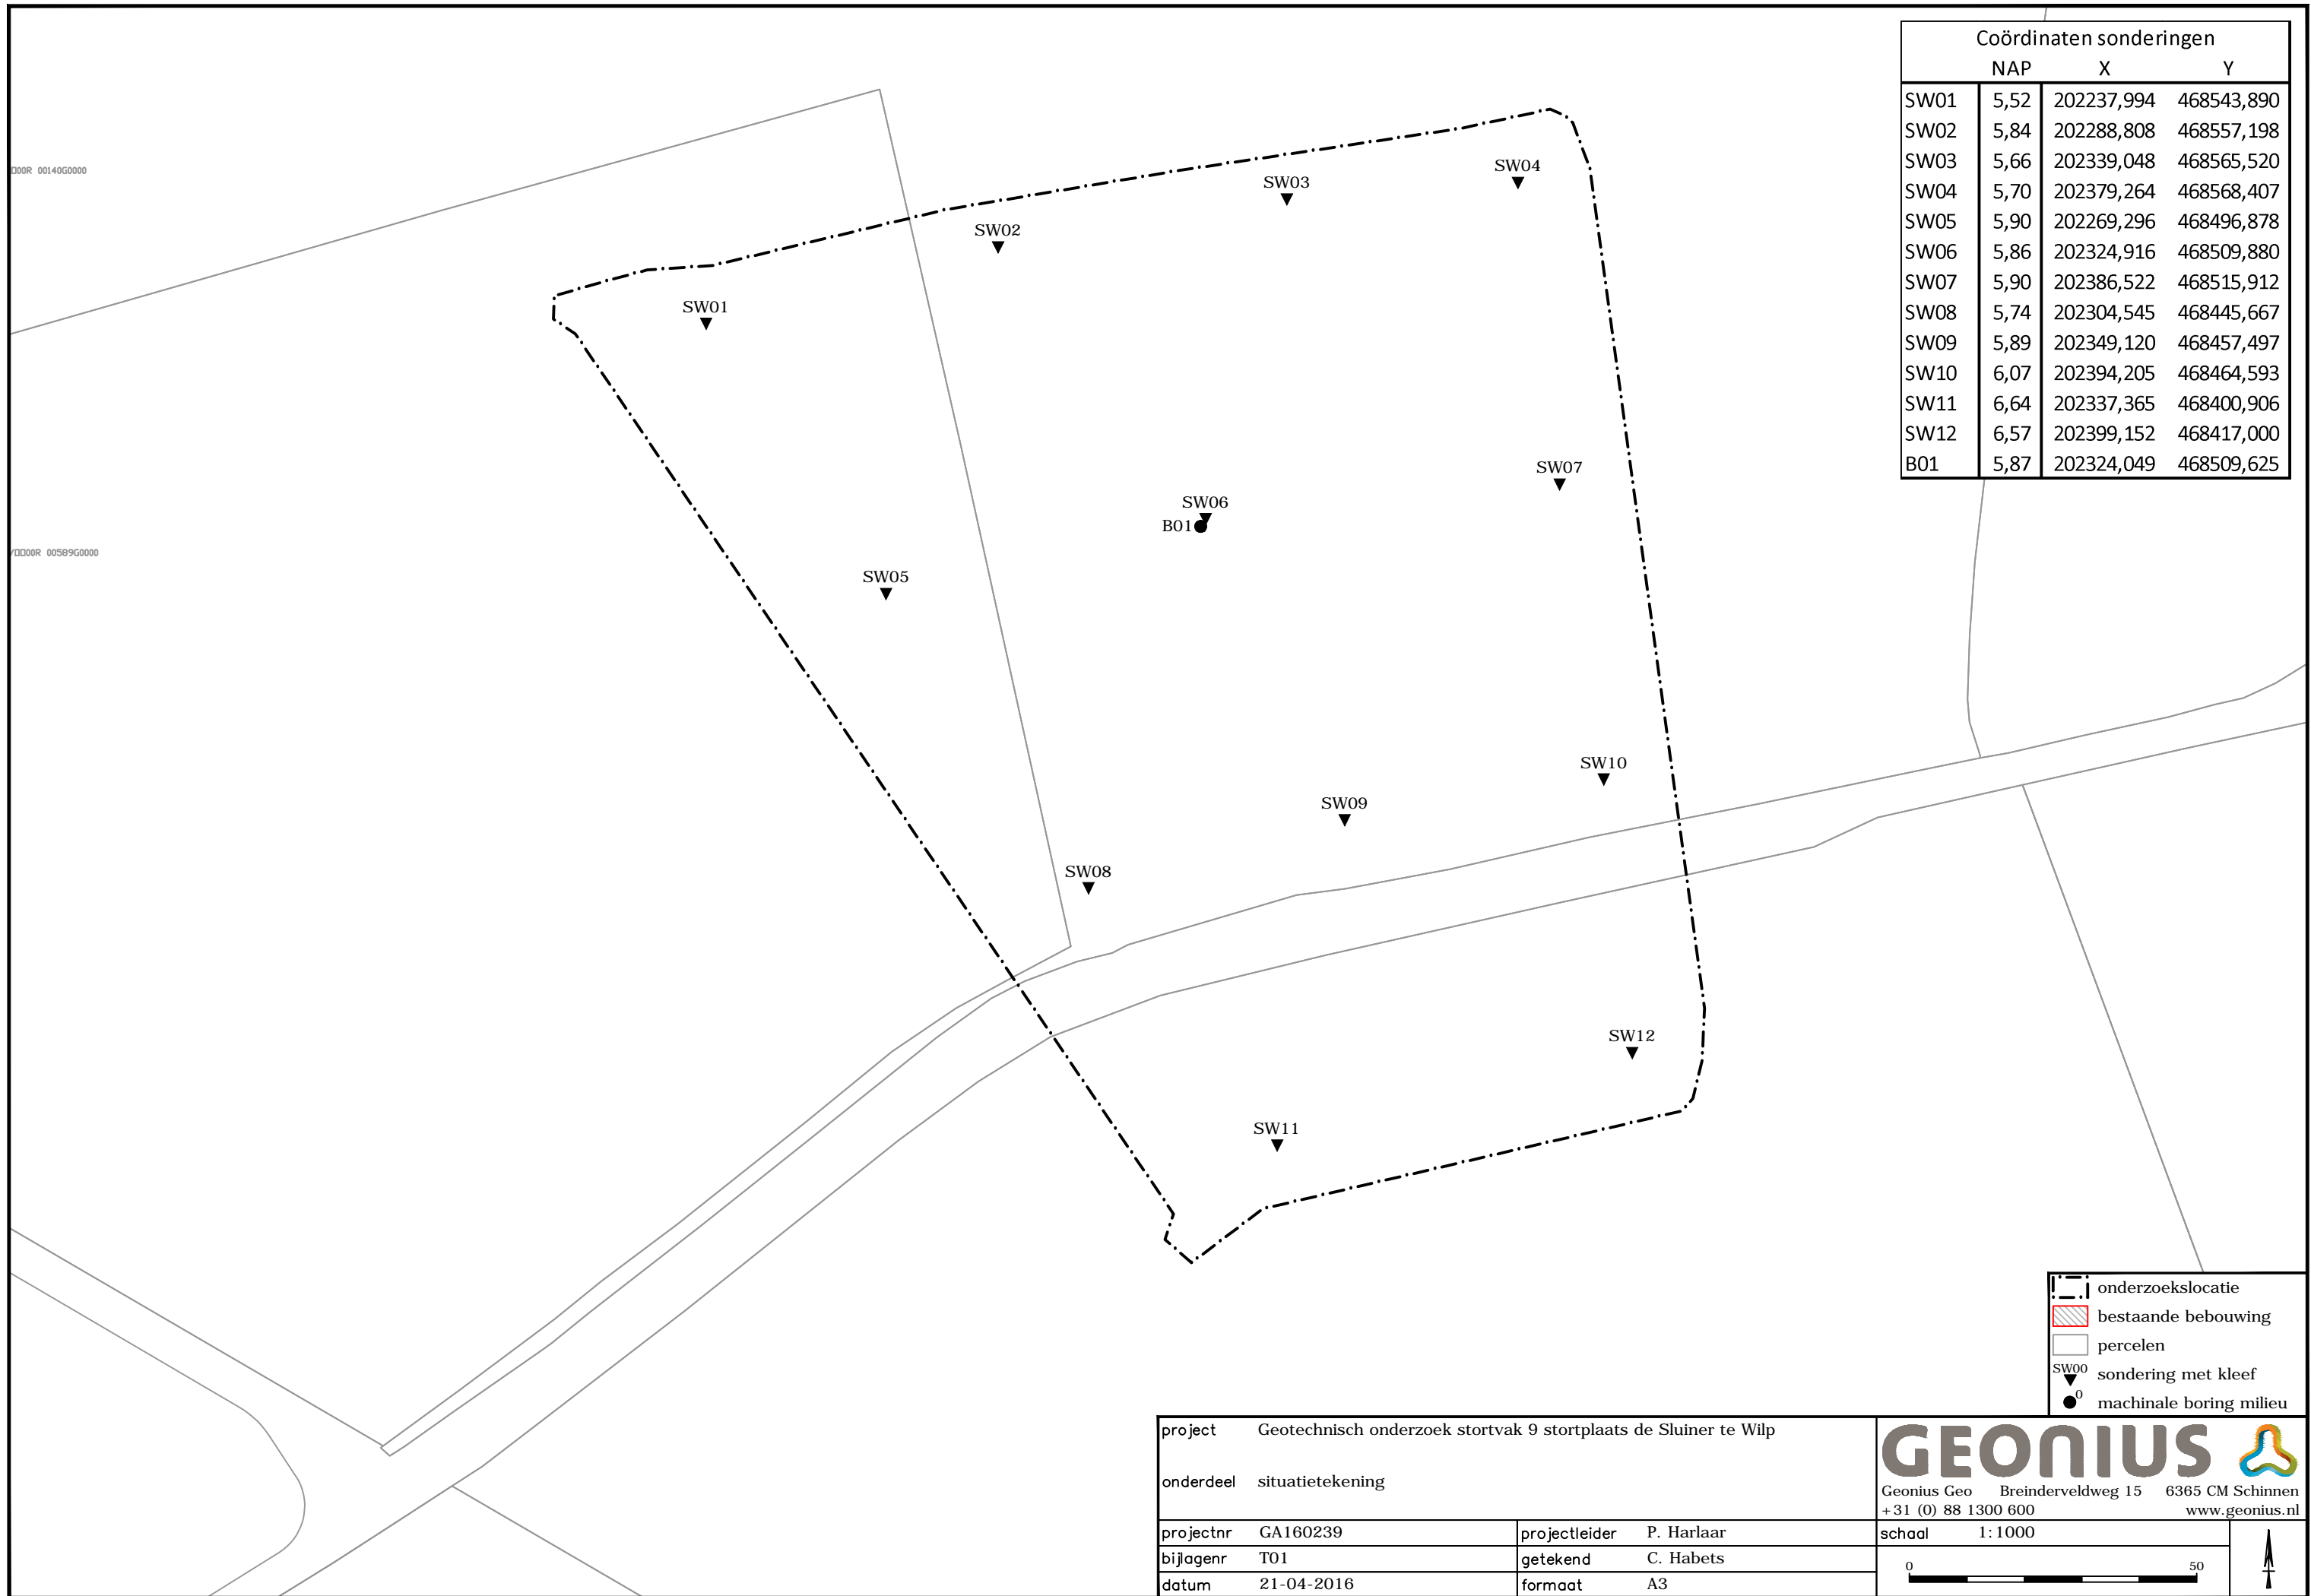 Coördinaten sonderingen
NAP X Y
SW01 5,52 202237,994 468543,890
SW02 5,84 202288,808 468557,198
SW03 5,66 202339,048 468565,520
SW04 5,70 202379,264 468568,407
SW05 5,90 202269,296 468496,878
SW06 5,86 202324,916 468509,880
SW07 5,90 202386,522 468515,912
SW08 5,74 202304,545 468445,667
SW09 5,89 202349,120 468457,497
SW10 6,07 202394,205 468464,593
SW11 6,64 202337,365 468400,906
SW12 6,57 202399,152 468417,000
B01 5,87 202324,049 468509,625
00140G0000
SW04
SW03
SW02
SW01
SW07
SW06
B01
00589G0000
SW05
SW10
SW09
SW08
SW12
SW11
onderzoekslocatie
bestaande bebouwing
percelen
SW00 sondering met kleef
0 machinale boring milieu
project Geotechnisch onderzoek stortvak 9 stortplaats de Sluiner te Wilp
onderdeel situatietekening
GEONIUS
Geonius Geo Breinderveldweg 15 6365 CM Schinnen
+31 (0) 88 1300 600 www.geonius.nl
projectnr GA160239 projectleider P. Harlaar schaal 1:1000
bijlagenr T01 getekend C. Habets
datum 21-04-2016 formaat A3
0 50